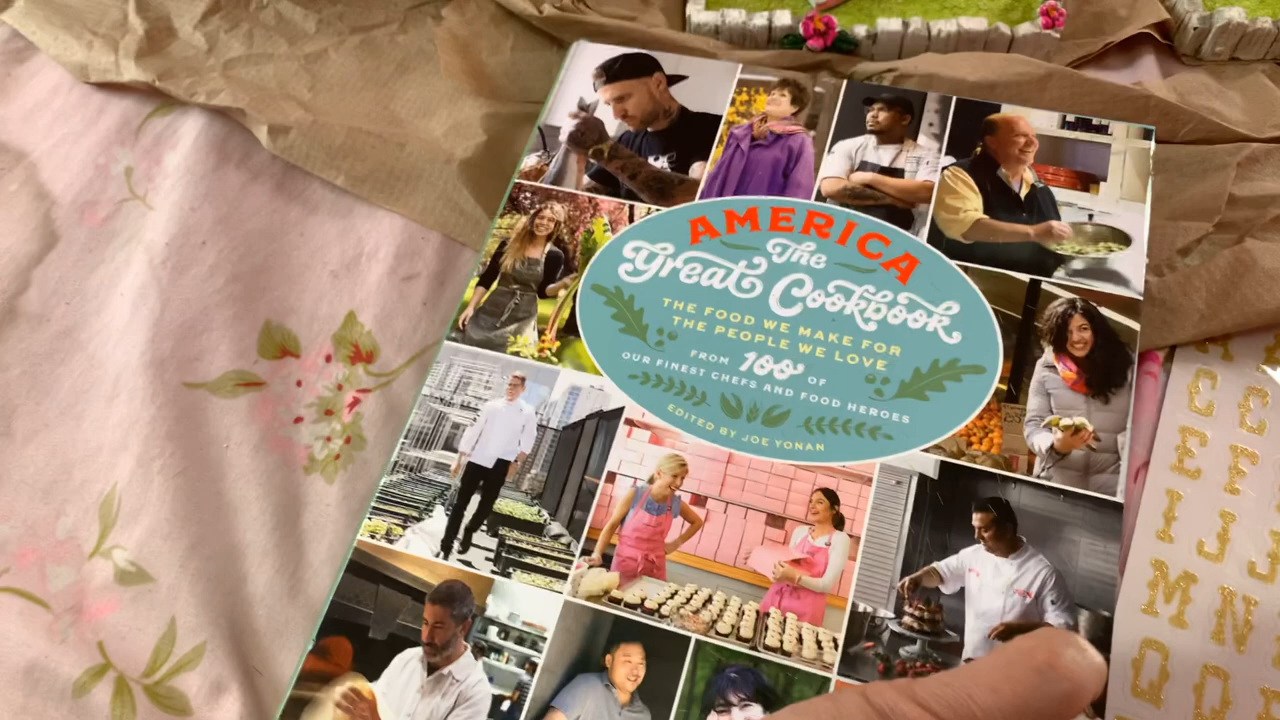 AMERICA
The
Great Cookbook
THE FOOD WE MAKE FOR
THE PEOPLE WE LOVE
FROM 100 OF
OUR FINEST CHEFS AND FOOD HEROES
EDITED BY JOE YONAN
C C
E F
I J J
M N
Q Q